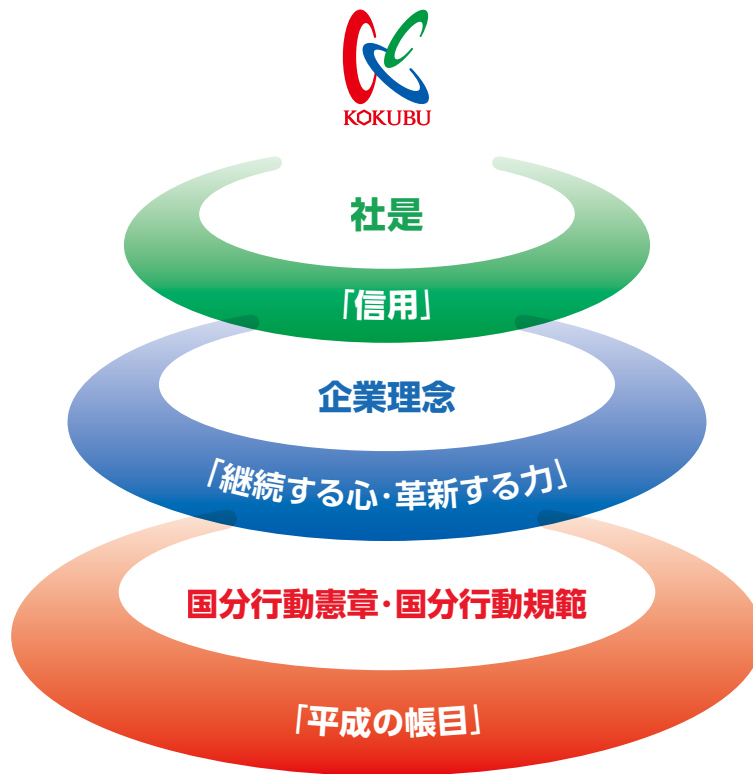 KOKUBU
社是
「信用」
企業理念
「継続する心・革新する力」
国分行動憲章・国分行動規範
「平成の帳目」